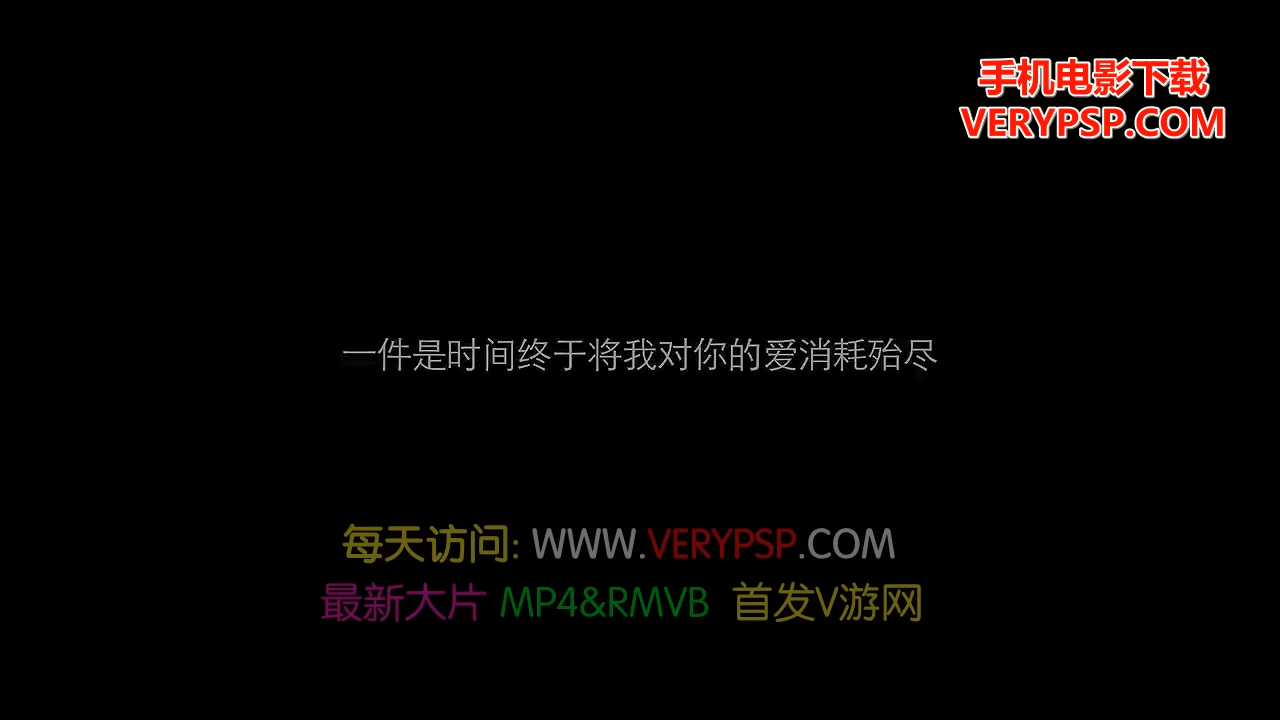 手机电影下载
VERYPSP.COM
一件是时间终于将我对你的爱消耗殆尽
每天访问: WWW.VERYPSP.COM
最新大片 MP4&RMVB 首发V游网